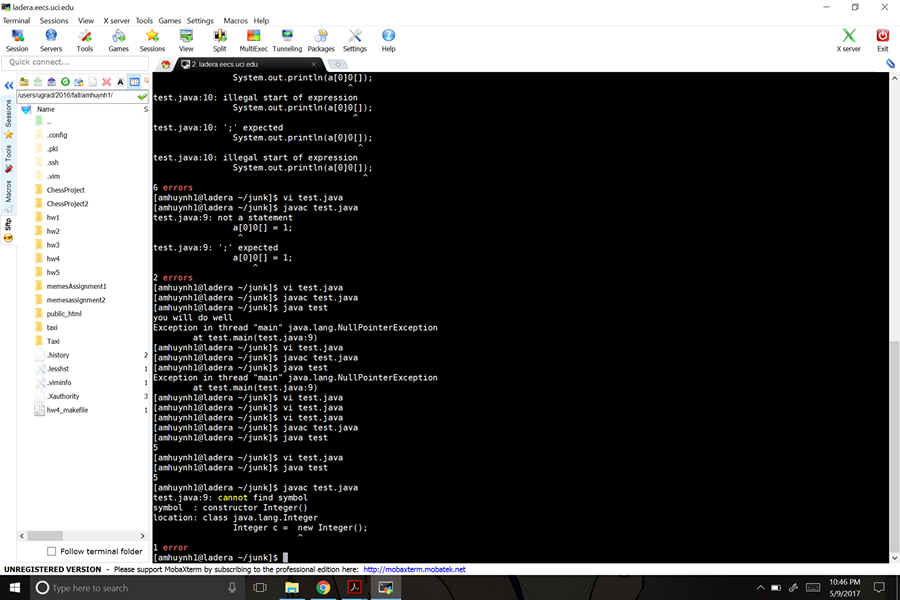 ladera.eecs.uci.edu
Terminal Sessions View X server Tools Games Settings Macros Help
Session Servers Tools Games Sessions View Split MultiExec Tunneling Packages Settings Help X server Exit
Quick connect...
2. ladera.eecs.uci.edu
/users/ugrad/2016/fall/amhuynh1/
Sessions
Tools
Macros
Sftp
Name S
..
.config
.pki
.ssh
.vim
ChessProject
ChessProject2
hw1
hw2
hw3
hw4
hw5
memesAssignment1
memesassignment2
public_html
taxi
Taxi
.history 2
.lesshst 1
.viminfo 1
.Xauthority 3
hw4_makefile 1
Follow terminal folder
System.out.println(a[0]0[]);
^
test.java:10: illegal start of expression
System.out.println(a[0]0[]);
^
test.java:10: ';' expected
System.out.println(a[0]0[]);
^
test.java:10: illegal start of expression
System.out.println(a[0]0[]);
^
6 errors
[amhuynh1@ladera ~/junk]$ vi test.java
[amhuynh1@ladera ~/junk]$ javac test.java
test.java:9: not a statement
a[0]0[] = 1;
^
test.java:9: ';' expected
a[0]0[] = 1;
^
2 errors
[amhuynh1@ladera ~/junk]$ vi test.java
[amhuynh1@ladera ~/junk]$ javac test.java
[amhuynh1@ladera ~/junk]$ java test
you will do well
Exception in thread "main" java.lang.NullPointerException
at test.main(test.java:9)
[amhuynh1@ladera ~/junk]$ vi test.java
[amhuynh1@ladera ~/junk]$ javac test.java
[amhuynh1@ladera ~/junk]$ java test
Exception in thread "main" java.lang.NullPointerException
at test.main(test.java:9)
[amhuynh1@ladera ~/junk]$ vi test.java
[amhuynh1@ladera ~/junk]$ vi test.java
[amhuynh1@ladera ~/junk]$ vi test.java
[amhuynh1@ladera ~/junk]$ javac test.java
[amhuynh1@ladera ~/junk]$ java test
5
[amhuynh1@ladera ~/junk]$ vi test.java
[amhuynh1@ladera ~/junk]$ java test
5
[amhuynh1@ladera ~/junk]$ javac test.java
test.java:9: cannot find symbol
symbol  : constructor Integer()
location: class java.lang.Integer
Integer c =  new Integer();
^
1 error
[amhuynh1@ladera ~/junk]$
UNREGISTERED VERSION - Please support MobaXterm by subscribing to the professional edition here: http://mobaxterm.mobatek.net
Type here to search
10:46 PM
5/9/2017